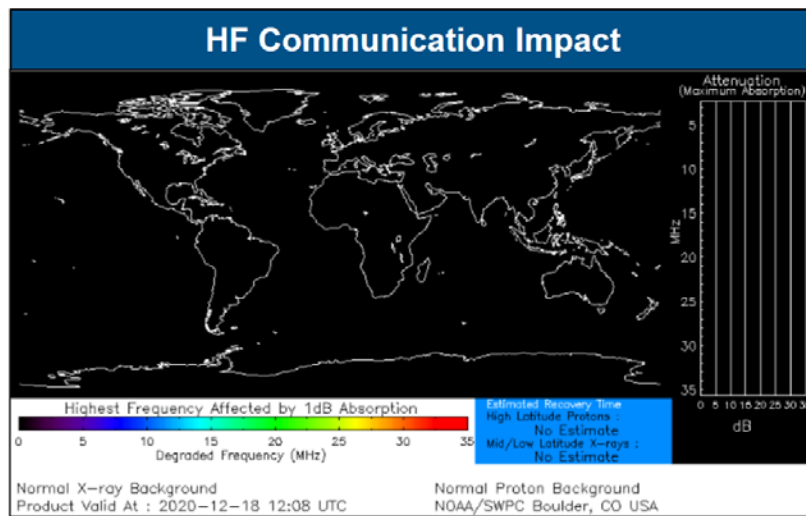 HF Communication Impact
Attenuation
(Maximum Absorption)
5
10
15
20
25
30
35
MHz
0 5 10 15 20 25 30 35
dB
Highest Frequency Affected by 1dB Absorption
0 5 10 15 20 25 30 35
Degraded Frequency (MHz)
Estimated Recovery Time
High Latitude Protons :
No Estimate
Mid/Low Latitude X-rays :
No Estimate
Normal X-ray Background
Normal Proton Background
Product Valid At : 2020-12-18 12:08 UTC
NOAA/SWPC Boulder, CO USA